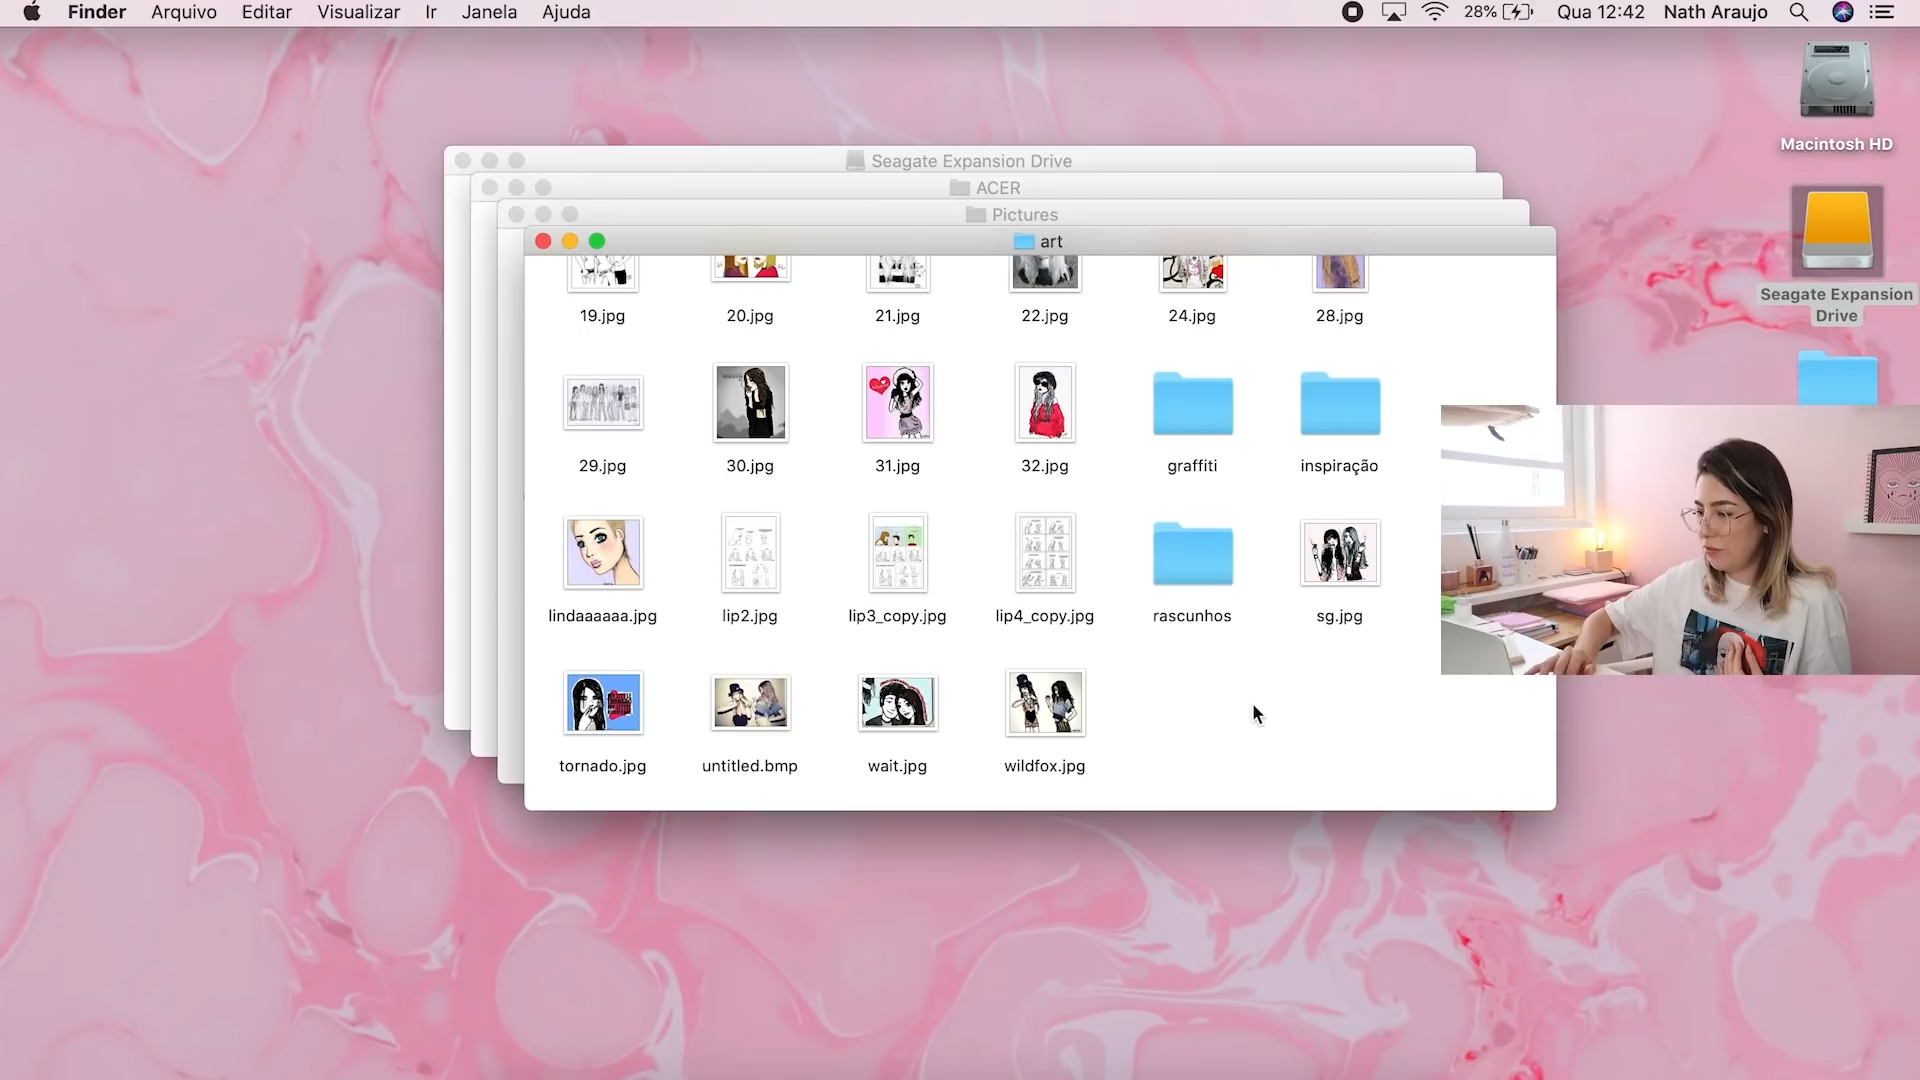 Finder Arquivo Editar Visualizar Ir Janela Ajuda 28% Qua 12:42 Nath Araujo
Macintosh HD
Seagate Expansion Drive
ACER
Pictures
art
Seagate Expansion
Drive
19.jpg 20.jpg 21.jpg 22.jpg 24.jpg 28.jpg
29.jpg 30.jpg 31.jpg 32.jpg graffiti inspiração
lindaaaaaa.jpg lip2.jpg lip3_copy.jpg lip4_copy.jpg rascunhos sg.jpg
tornado.jpg untitled.bmp wait.jpg wildfox.jpg